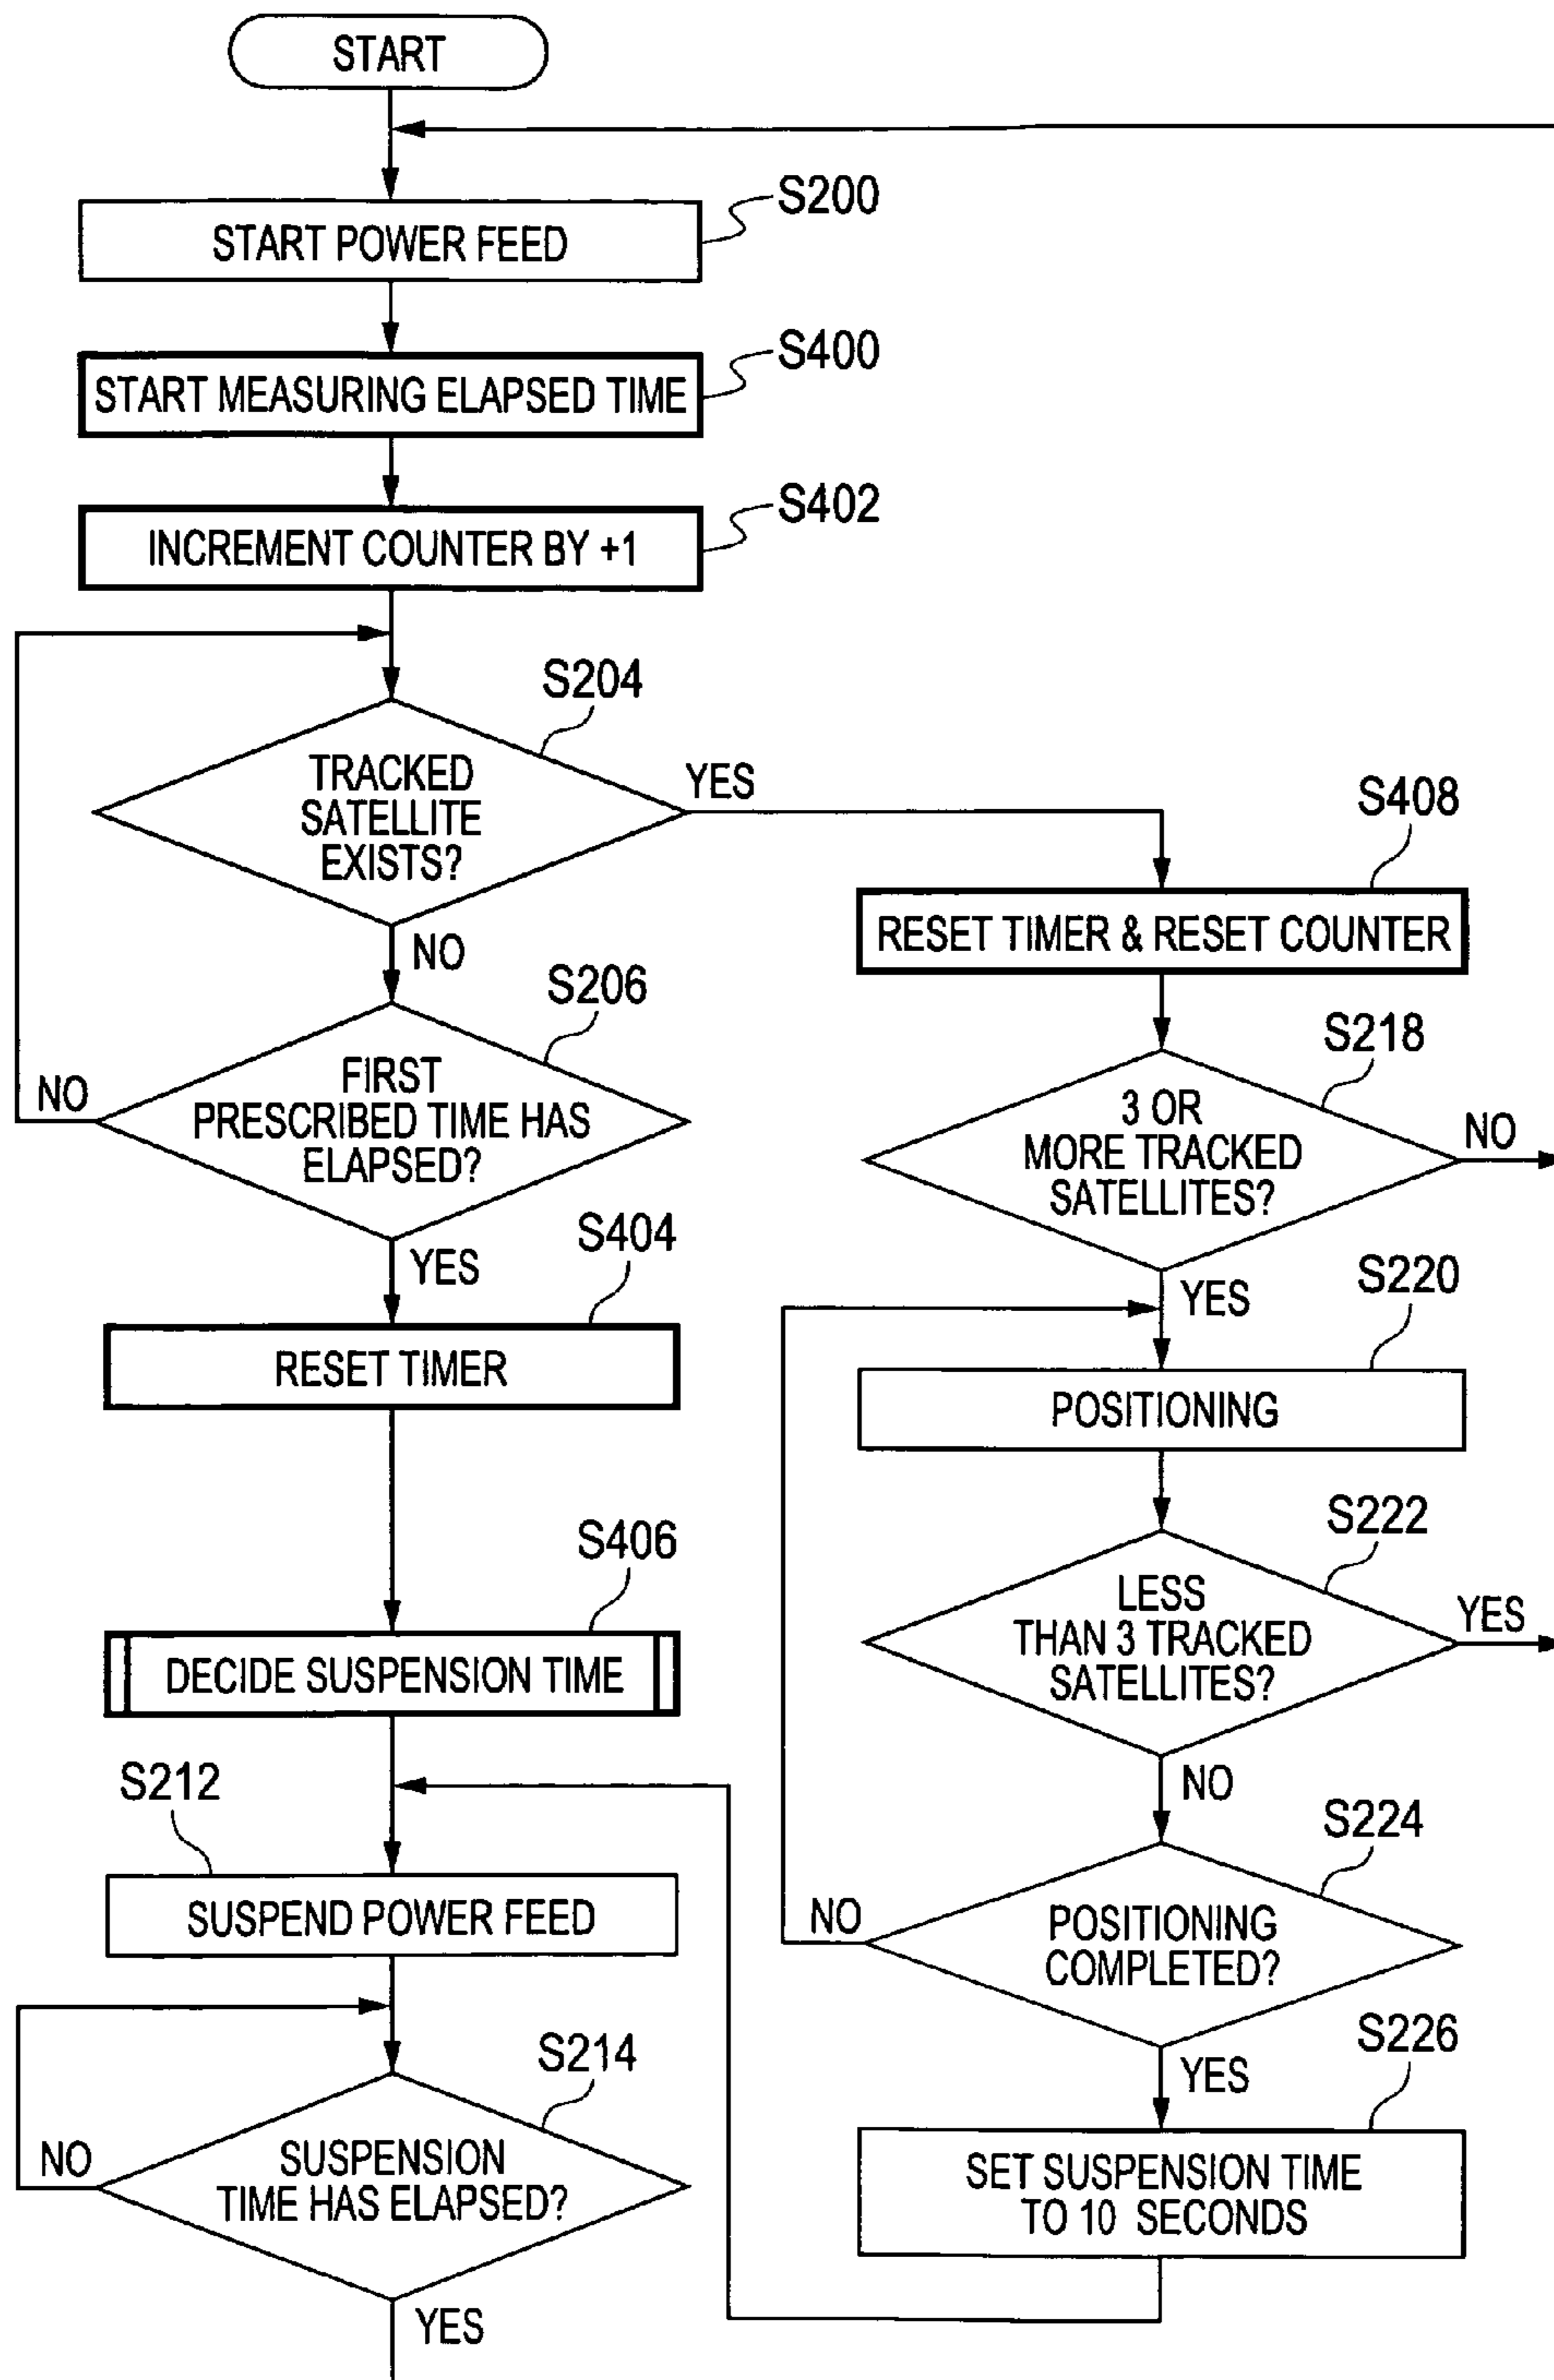 START
S200
START POWER FEED
S400
START MEASURING ELAPSED TIME
S402
INCREMENT COUNTER BY +1
S204
TRACKED
SATELLITE
EXISTS?
YES
NO
S206
FIRST
PRESCRIBED TIME HAS
ELAPSED?
NO
YES
S404
RESET TIMER
S406
DECIDE SUSPENSION TIME
S212
SUSPEND POWER FEED
S214
SUSPENSION
TIME HAS ELAPSED?
NO
YES
S408
RESET TIMER & RESET COUNTER
S218
3 OR
MORE TRACKED
SATELLITES?
NO
YES
S220
POSITIONING
S222
LESS
THAN 3 TRACKED
SATELLITES?
YES
NO
S224
POSITIONING
COMPLETED?
NO
YES
S226
SET SUSPENSION TIME
TO 10 SECONDS